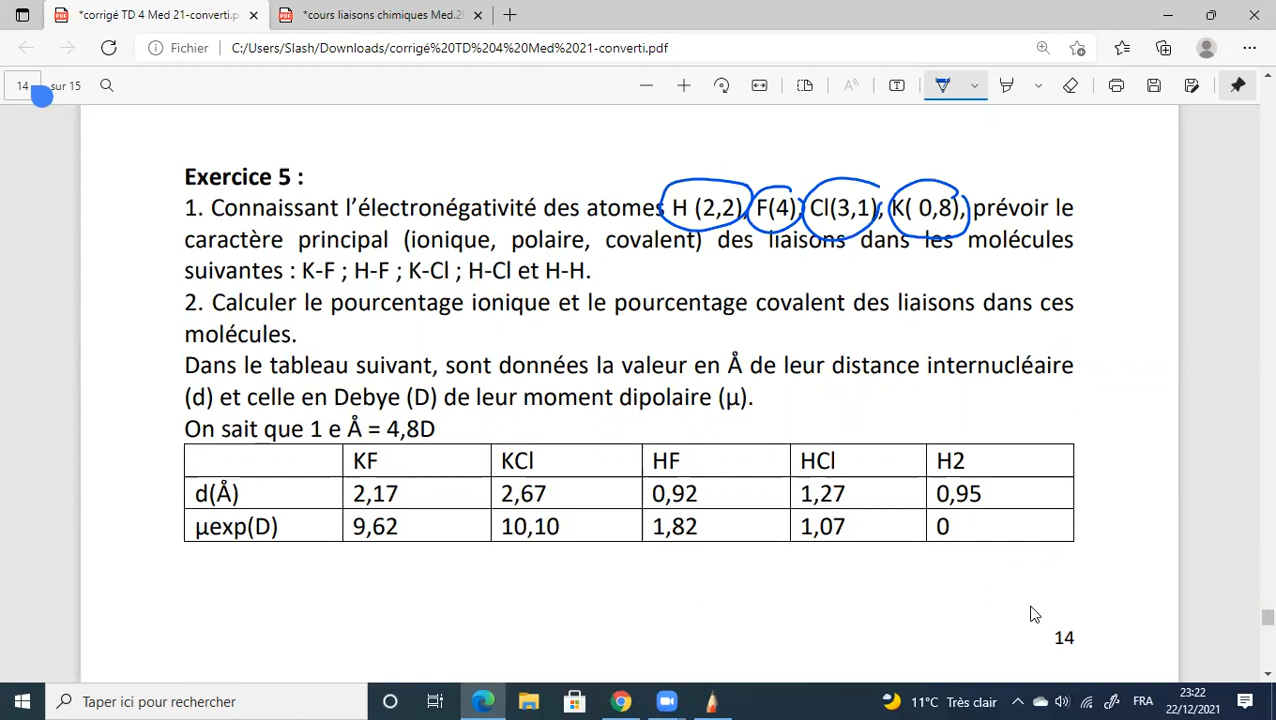 *corrigé TD 4 Med 21-converti.p
*cours liaisons chimiques Med.20
Fichier
C:/Users/Slash/Downloads/corrigé%20TD%204%20Med%2021-converti.pdf
14 sur 15
Exercice 5 :
1. Connaissant l’électronégativité des atomes H (2,2), F(4), Cl(3,1), K( 0,8), prévoir le
caractère principal (ionique, polaire, covalent) des liaisons dans les molécules
suivantes : K-F ; H-F ; K-Cl ; H-Cl et H-H.
2. Calculer le pourcentage ionique et le pourcentage covalent des liaisons dans ces
molécules.
Dans le tableau suivant, sont données la valeur en Å de leur distance internucléaire
(d) et celle en Debye (D) de leur moment dipolaire (µ).
On sait que 1 e Å = 4,8D
KF KCl HF HCl H2
d(Å) 2,17 2,67 0,92 1,27 0,95
µexp(D) 9,62 10,10 1,82 1,07 0
14
Taper ici pour rechercher
11°C Très clair
FRA
23:22
22/12/2021